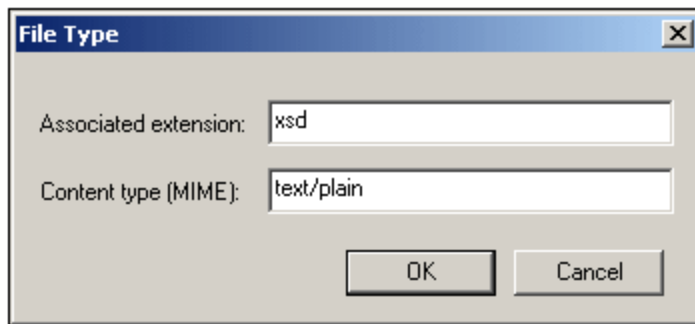 File Type
Associated extension: xsd
Content type (MIME): text/plain
OK Cancel